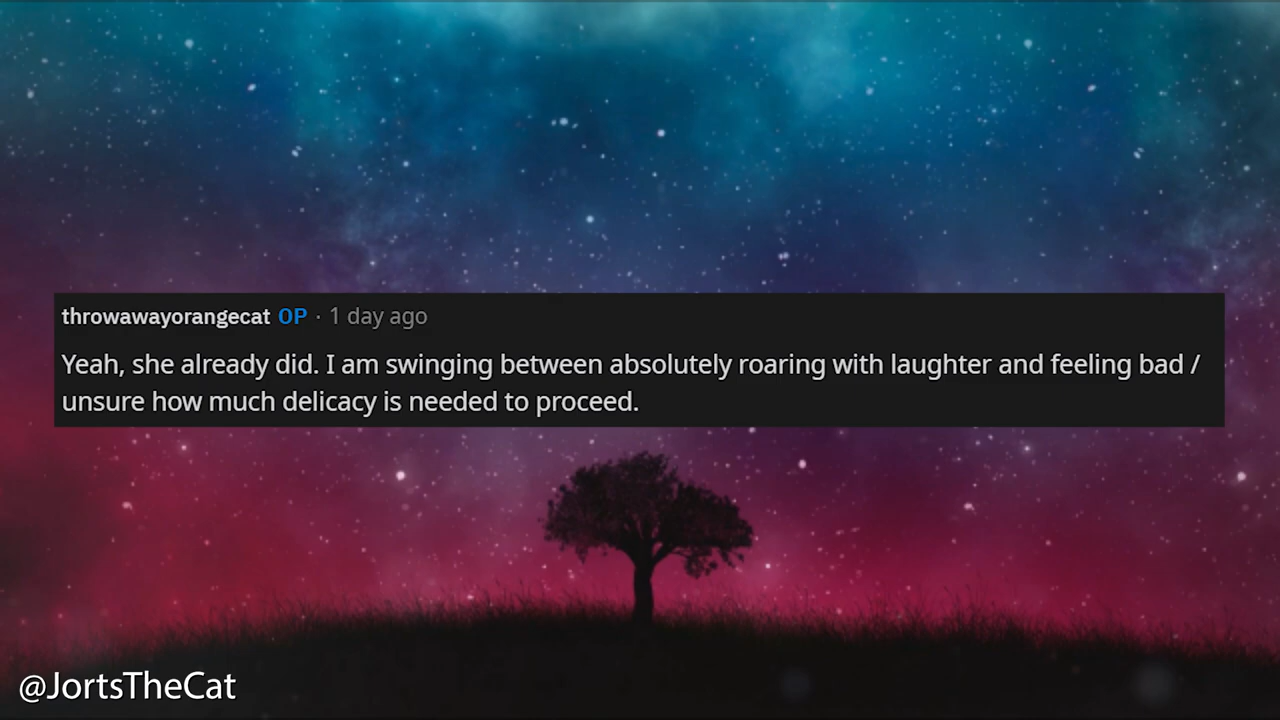 throwawayorangecat OP · 1 day ago
Yeah, she already did. I am swinging between absolutely roaring with laughter and feeling bad /
unsure how much delicacy is needed to proceed.
@JortsTheCat